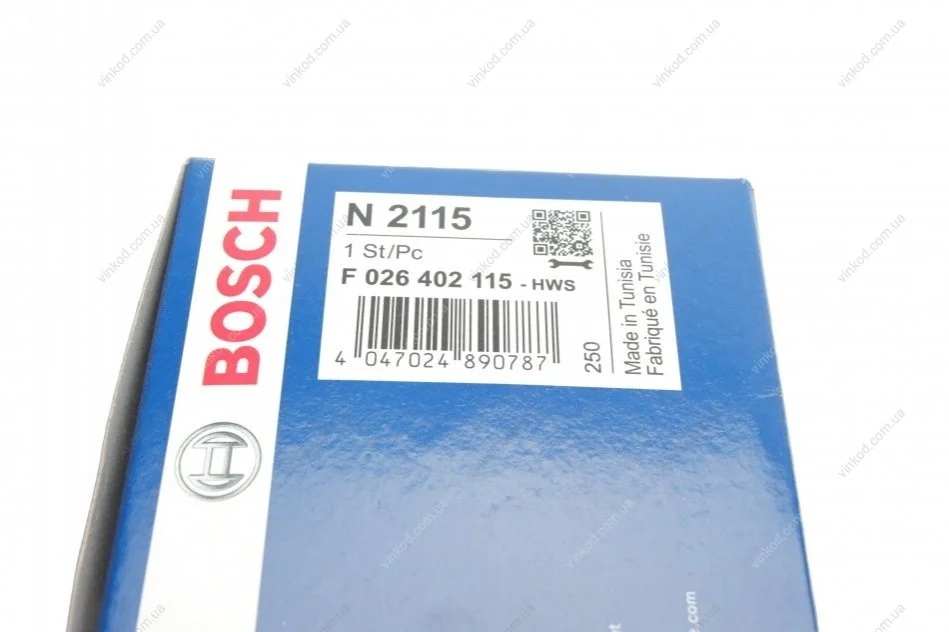 BOSCH
N 2115
1 St/Pc
F 026 402 115 - HWS
4 047024 890787
250
Made in Tunisia
Fabriqué en Tunisie
.com
vinkod.com.ua